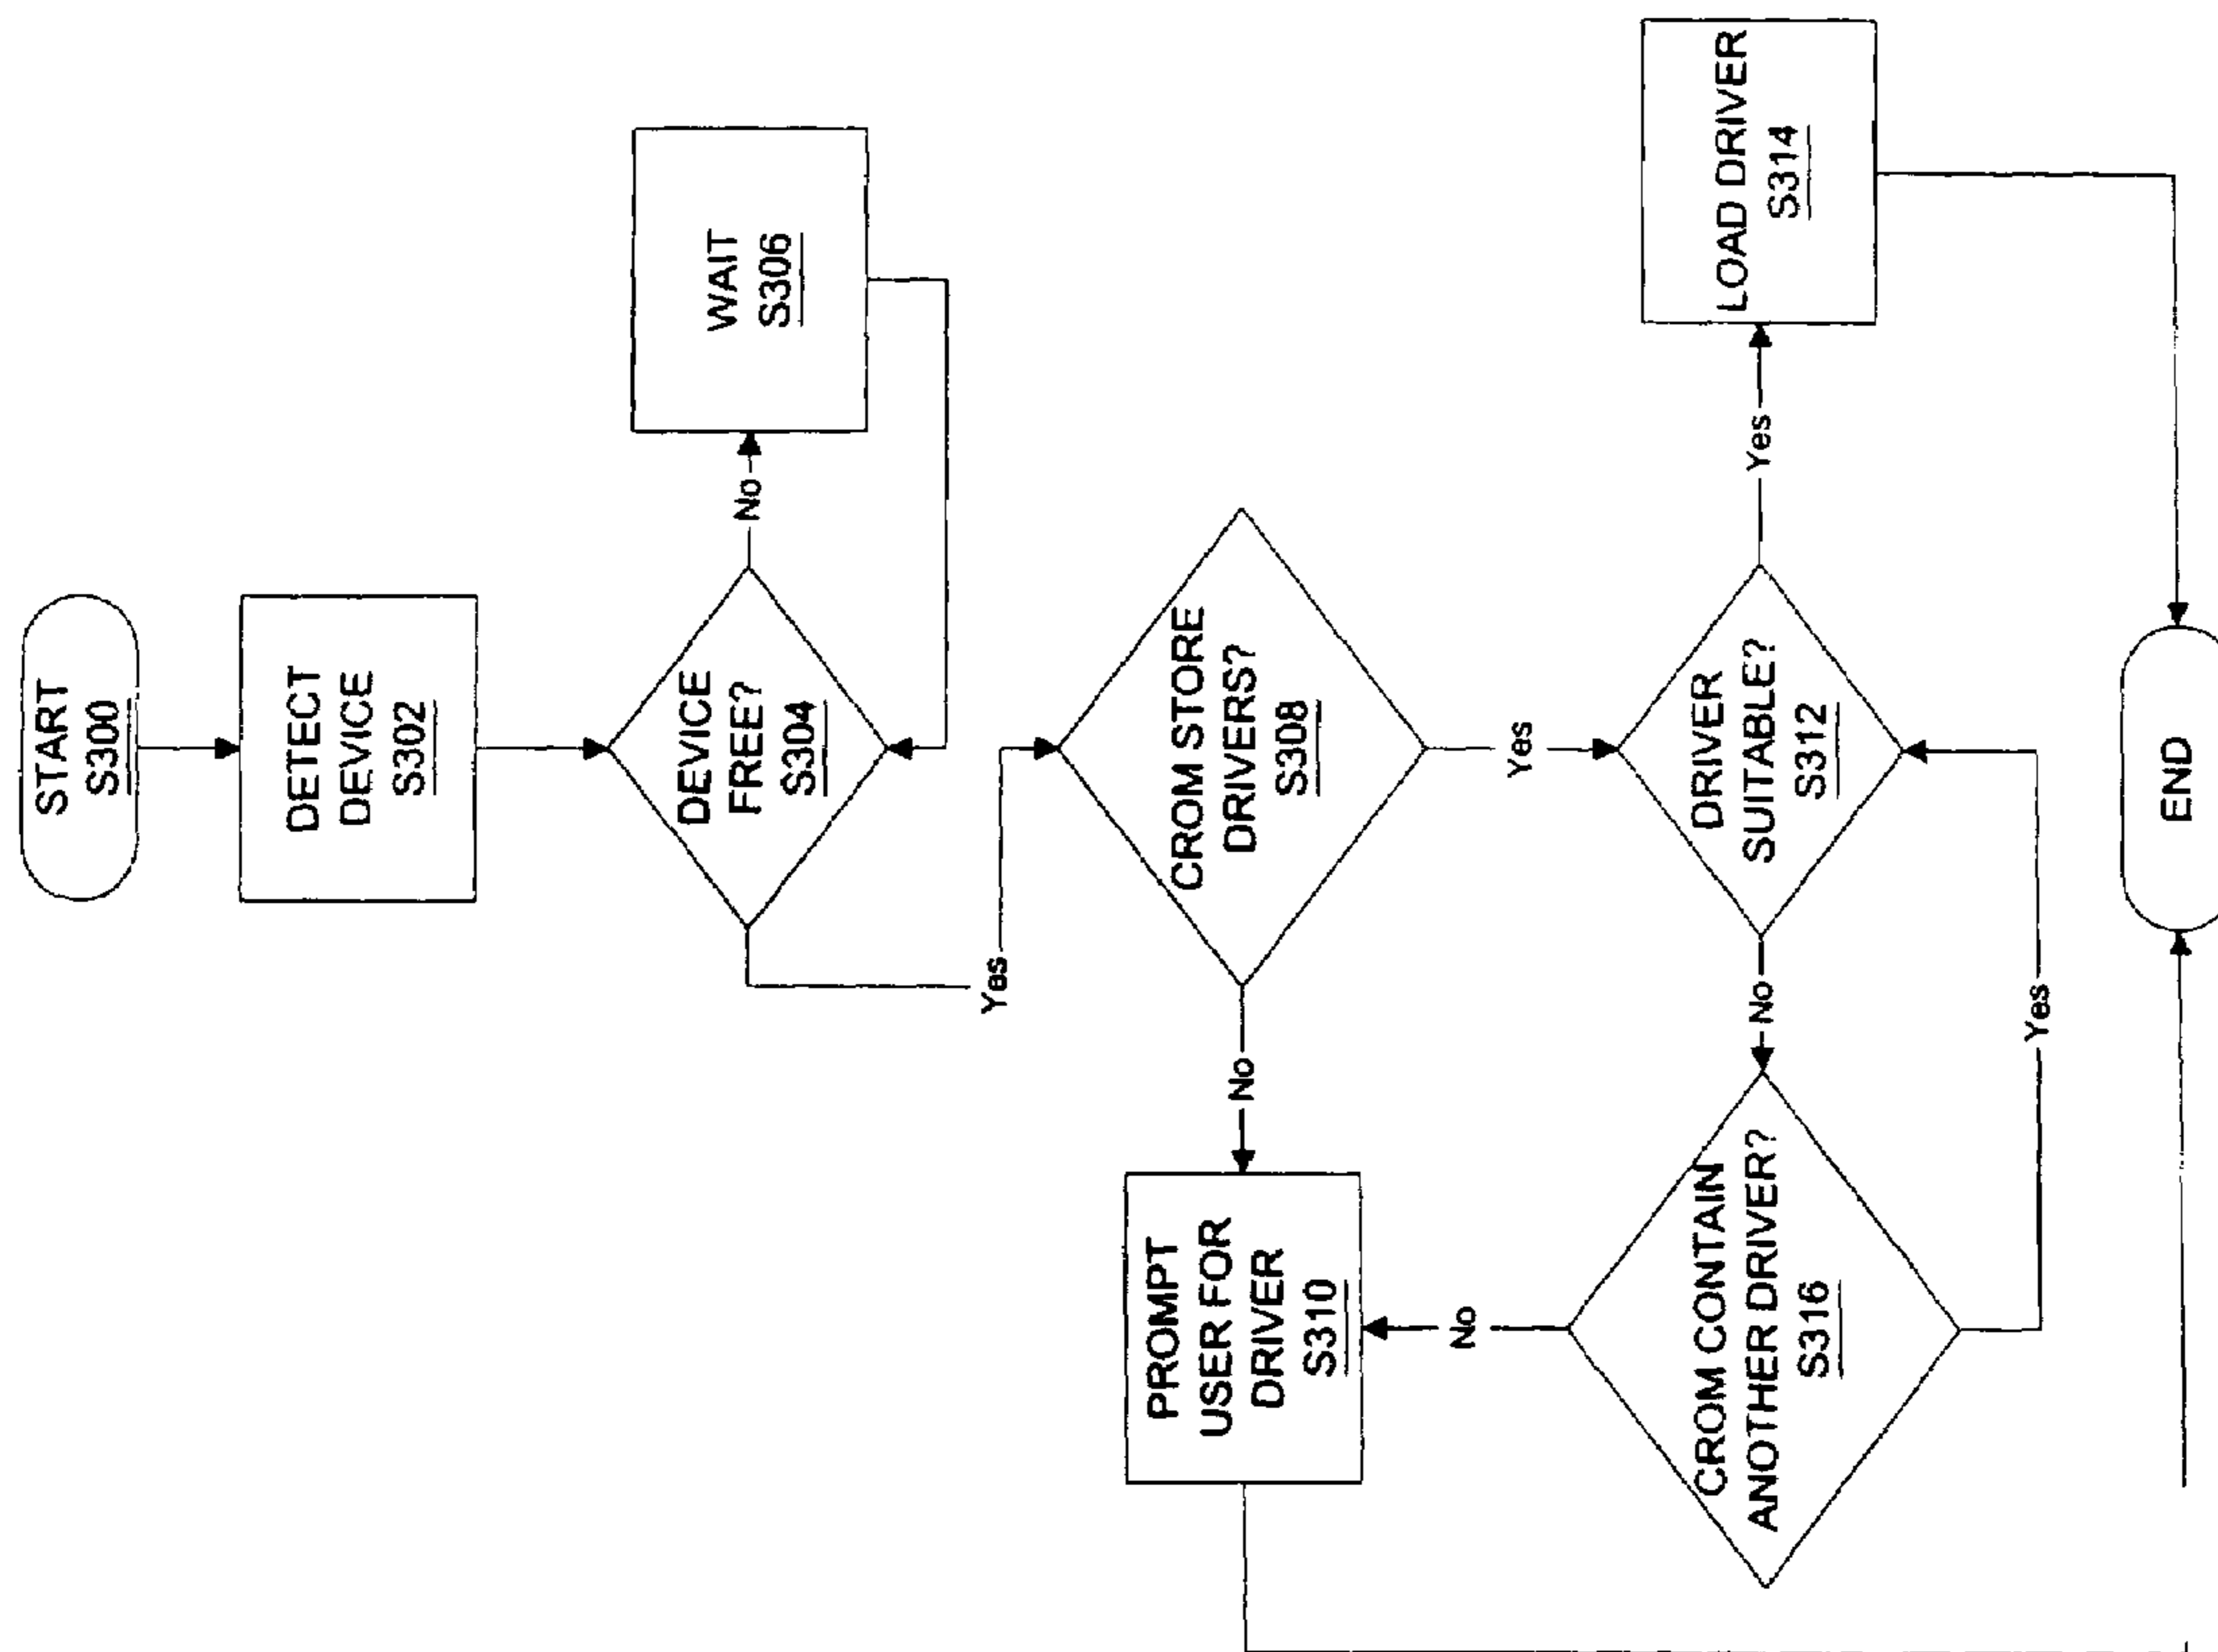 START
S300
DETECT
DEVICE
S302
DEVICE
FREE?
S304
No
WAIT
S306
Yes
CROM STORE
DRIVERS?
S308
No
PROMPT
USER FOR
DRIVER
S310
Yes
DRIVER
SUITABLE?
S312
Yes
LOAD DRIVER
S314
No
CROM CONTAIN
ANOTHER DRIVER?
S316
No
Yes
END